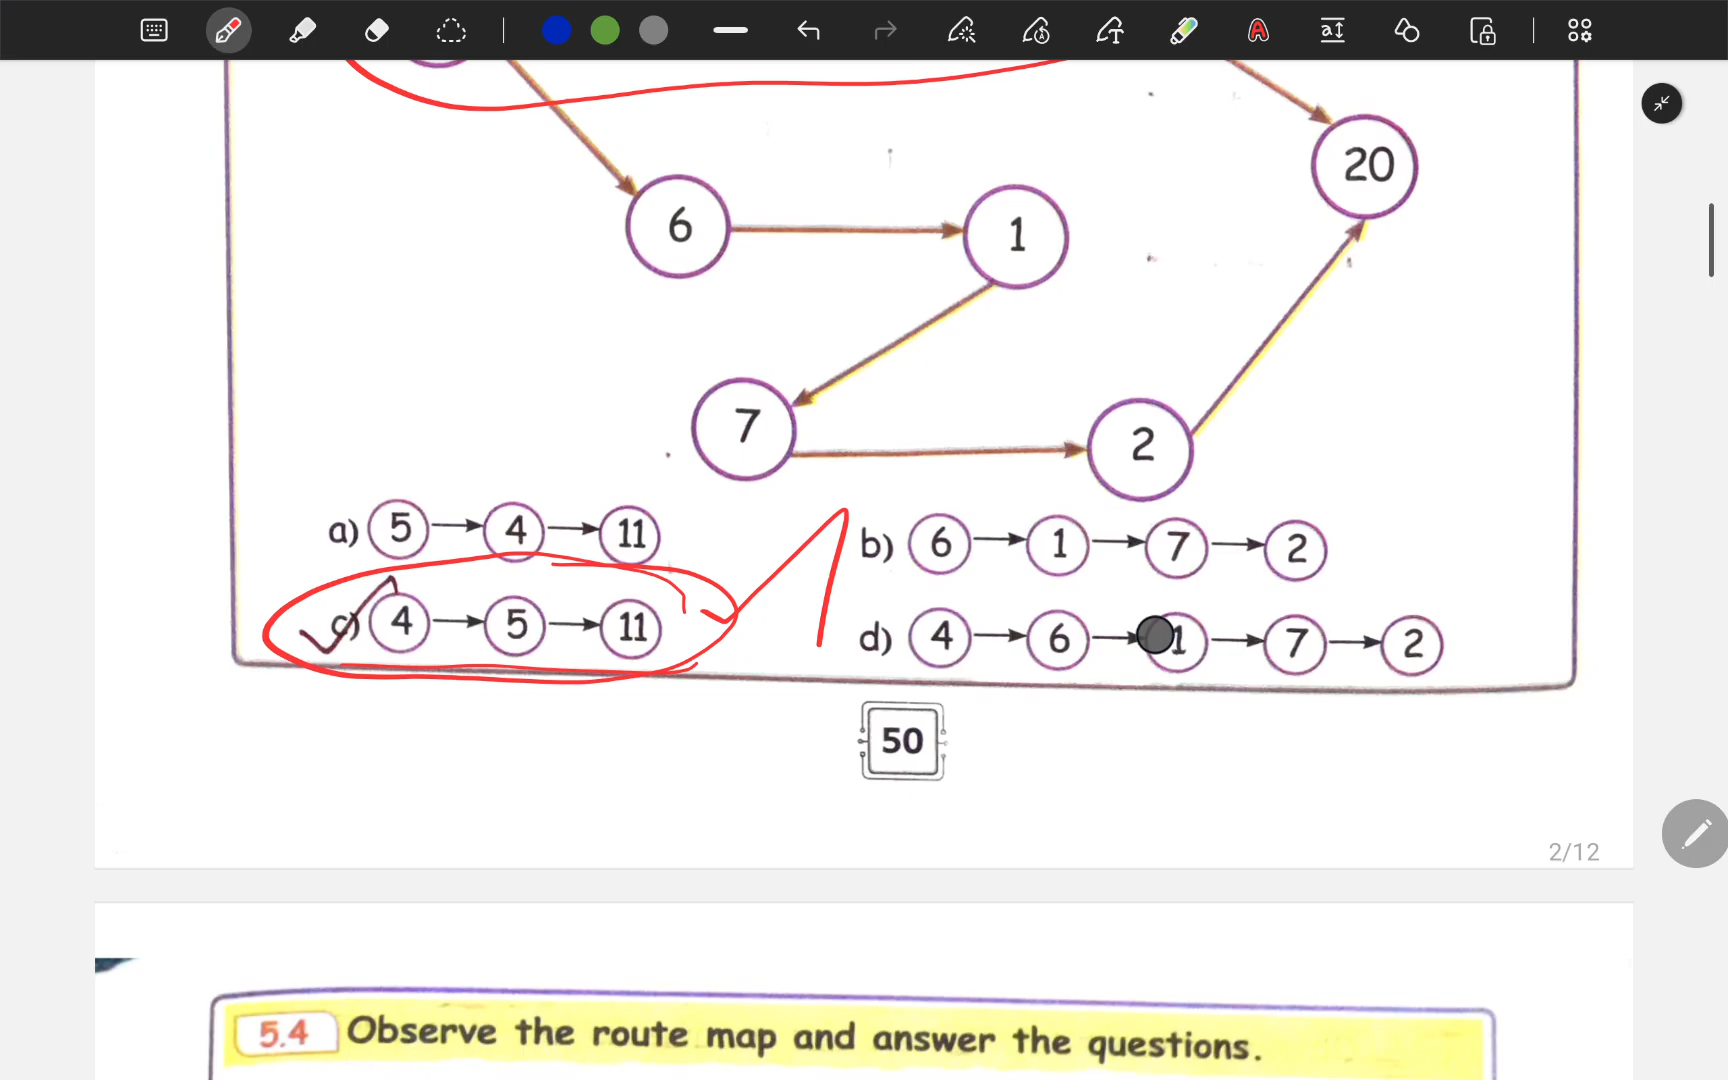 20
6 1
7 2
a) 5 4 11
b) 6 1 7 2
c) 4 5 11
d) 4 6 1 7 2
50
2/12
5.4 Observe the route map and answer the questions.